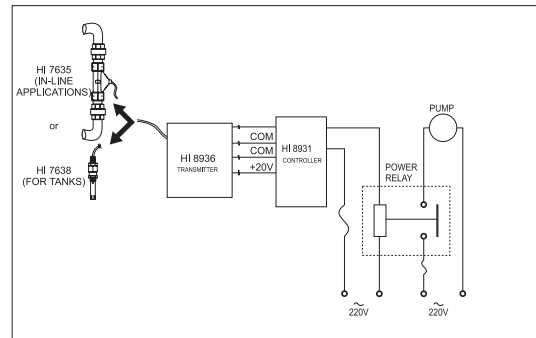 HI 7635
(IN-LINE
APPLICATIONS)
or
HI 7638
(FOR TANKS)
HI 8936
TRANSMITTER
COM
COM
+20V
HI 8931
CONTROLLER
PUMP
POWER
RELAY
220V
220V